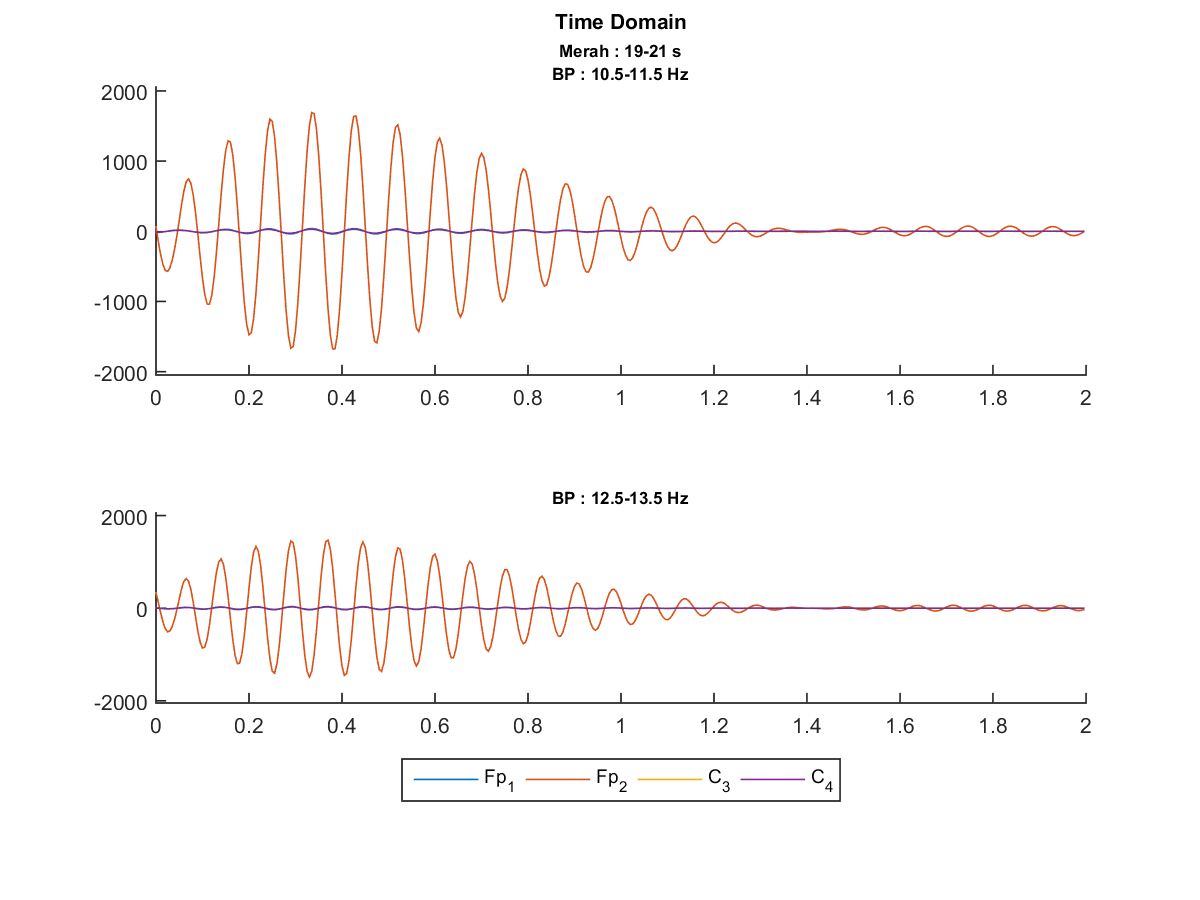 Time Domain
Merah : 19-21 s
BP : 10.5-11.5 Hz
2000
1000
0
-1000
-2000
0 0.2 0.4 0.6 0.8 1 1.2 1.4 1.6 1.8 2
BP : 12.5-13.5 Hz
2000
0
-2000
0 0.2 0.4 0.6 0.8 1 1.2 1.4 1.6 1.8 2
Fp1 Fp2 C3 C4